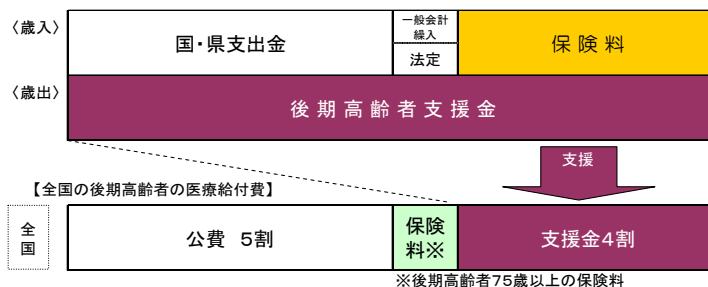 〈歳入〉
国・県支出金
一般会計
繰入
法定
保険料
〈歳出〉
後期高齢者支援金
支援
【全国の後期高齢者の医療給付費】
全
国
公費 5割
保険
料※
支援金4割
※後期高齢者75歳以上の保険料